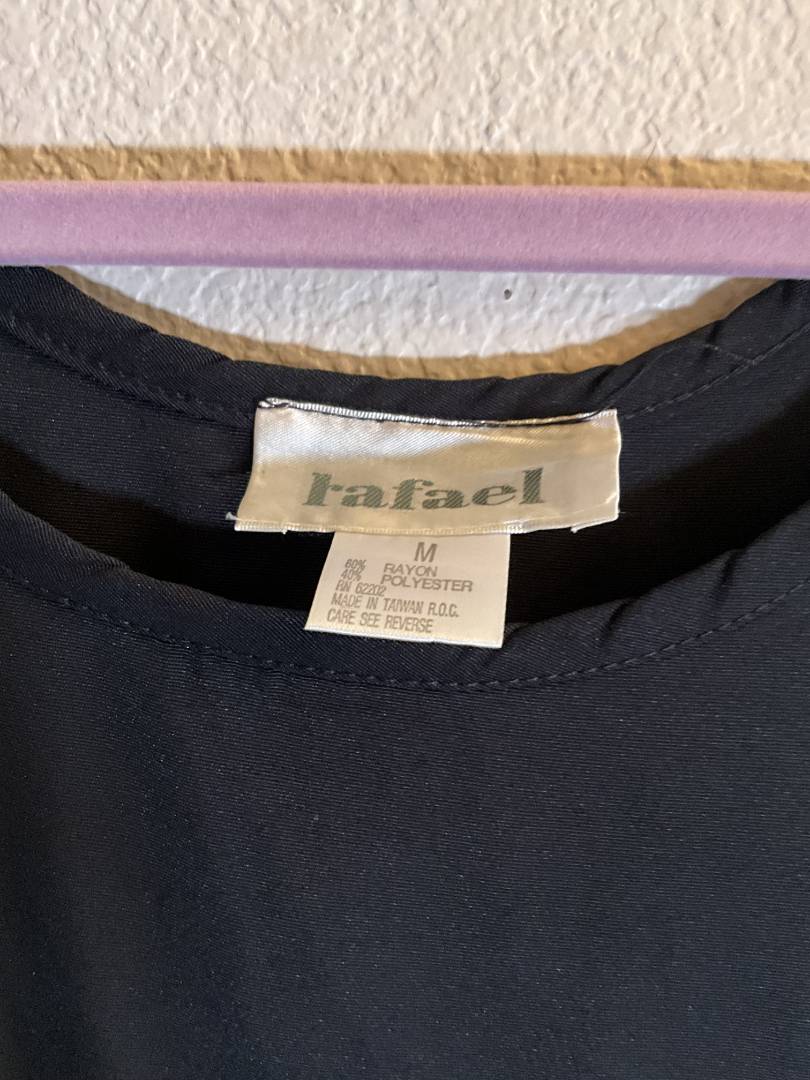 rafael
M
60% RAYON
40% POLYESTER
RN 62202
MADE IN TAIWAN R.O.C.
CARE SEE REVERSE